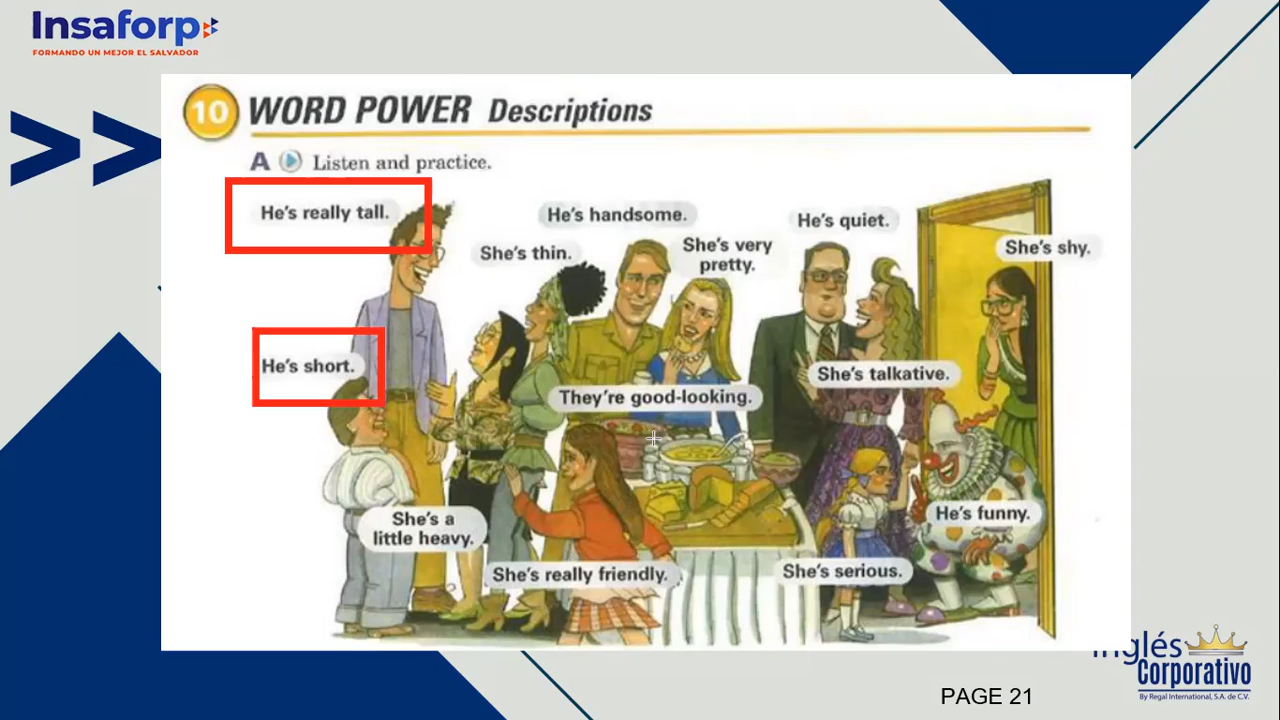 Insaforp
FORMANDO UN MEJOR EL SALVADOR
10 WORD POWER Descriptions
A Listen and practice.
He's really tall.
He's handsome.
He's quiet.
She's thin.
She's very
pretty.
She's shy.
He's short.
She's talkative.
They're good-looking.
She's a
little heavy.
He's funny.
She's really friendly.
She's serious.
Inglés
Corporativo
By Regal International, S.A. de C.V.
PAGE 21